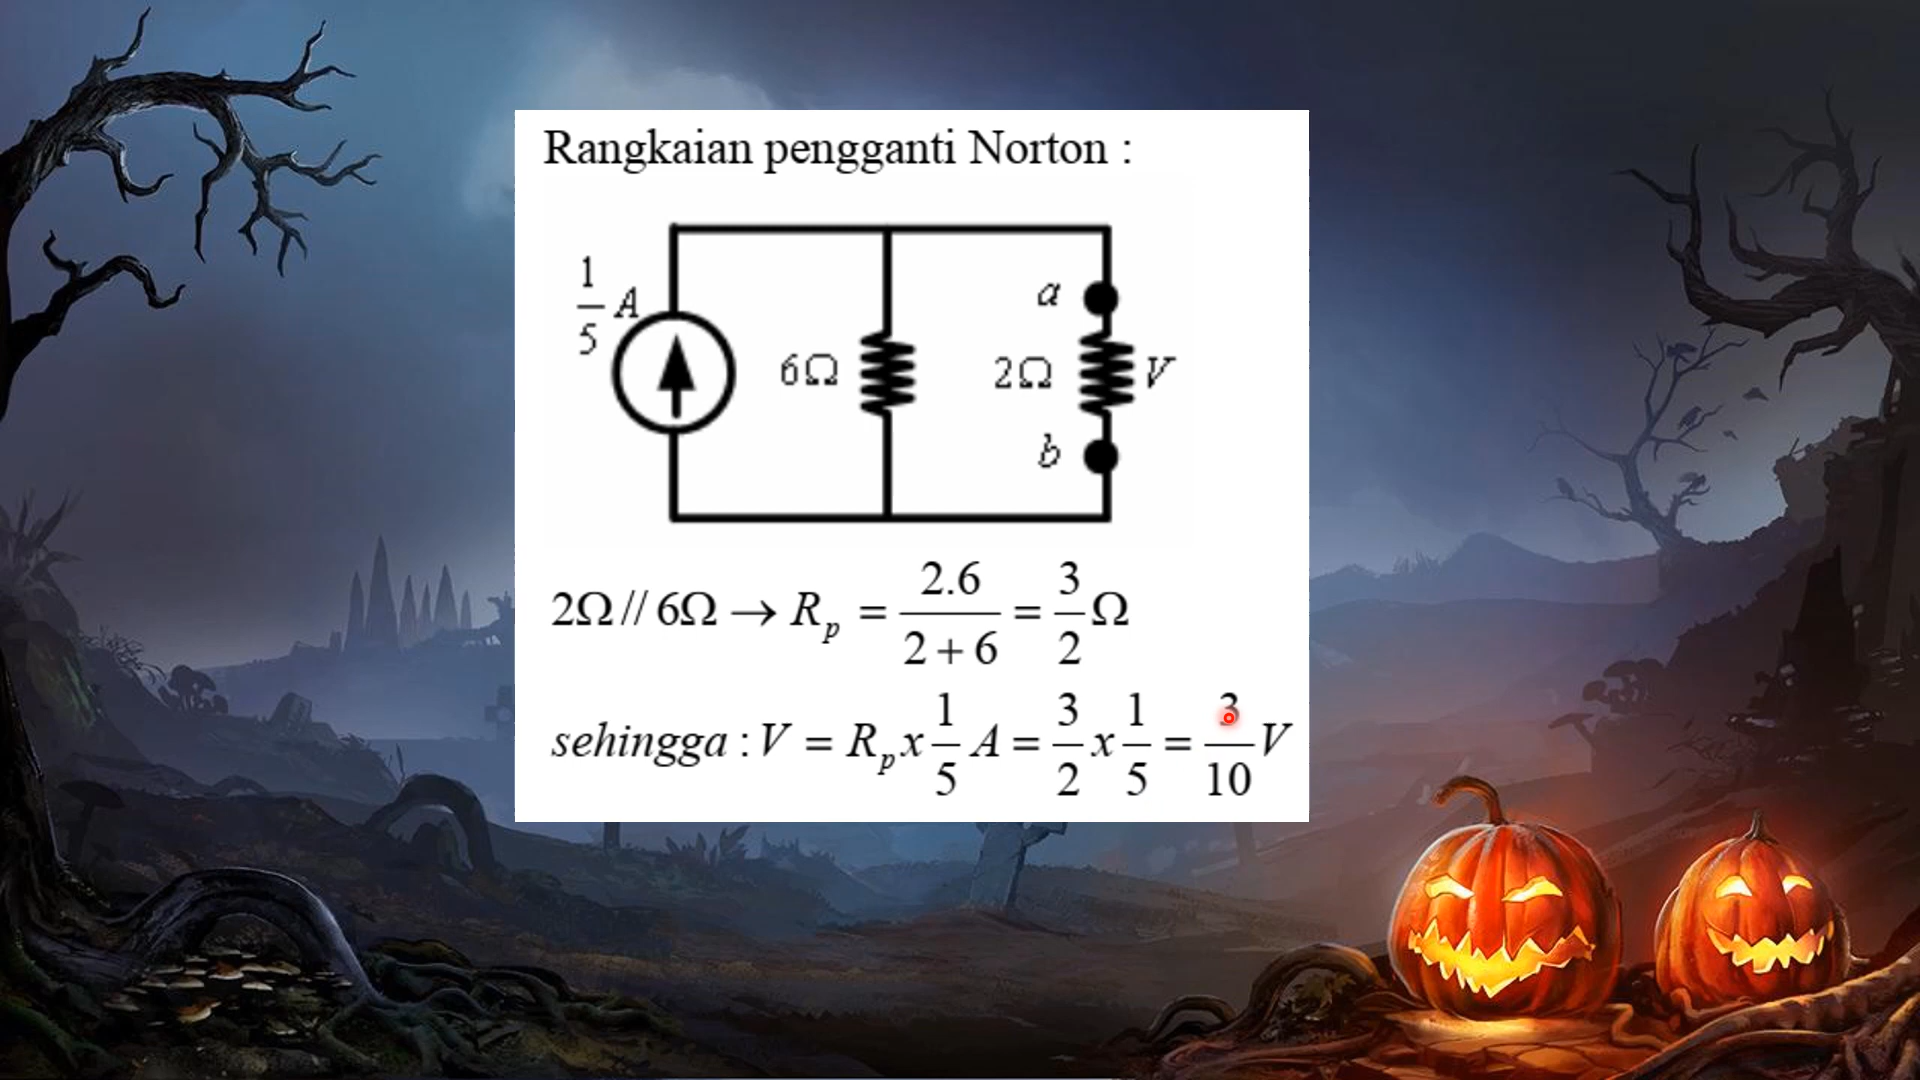 Rangkaian pengganti Norton :
1/5 A
6Ω
2Ω
a
V
b
2Ω // 6Ω → R_p = 2.6/2+6 = 3/2 Ω
sehingga : V = R_p x 1/5 A = 3/2 x 1/5 = 3/10 V